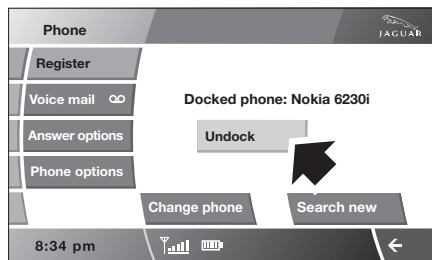 Phone
JAGUAR
Register
Voice mail
Docked phone: Nokia 6230i
Answer options
Undock
Phone options
Change phone
Search new
8:34 pm